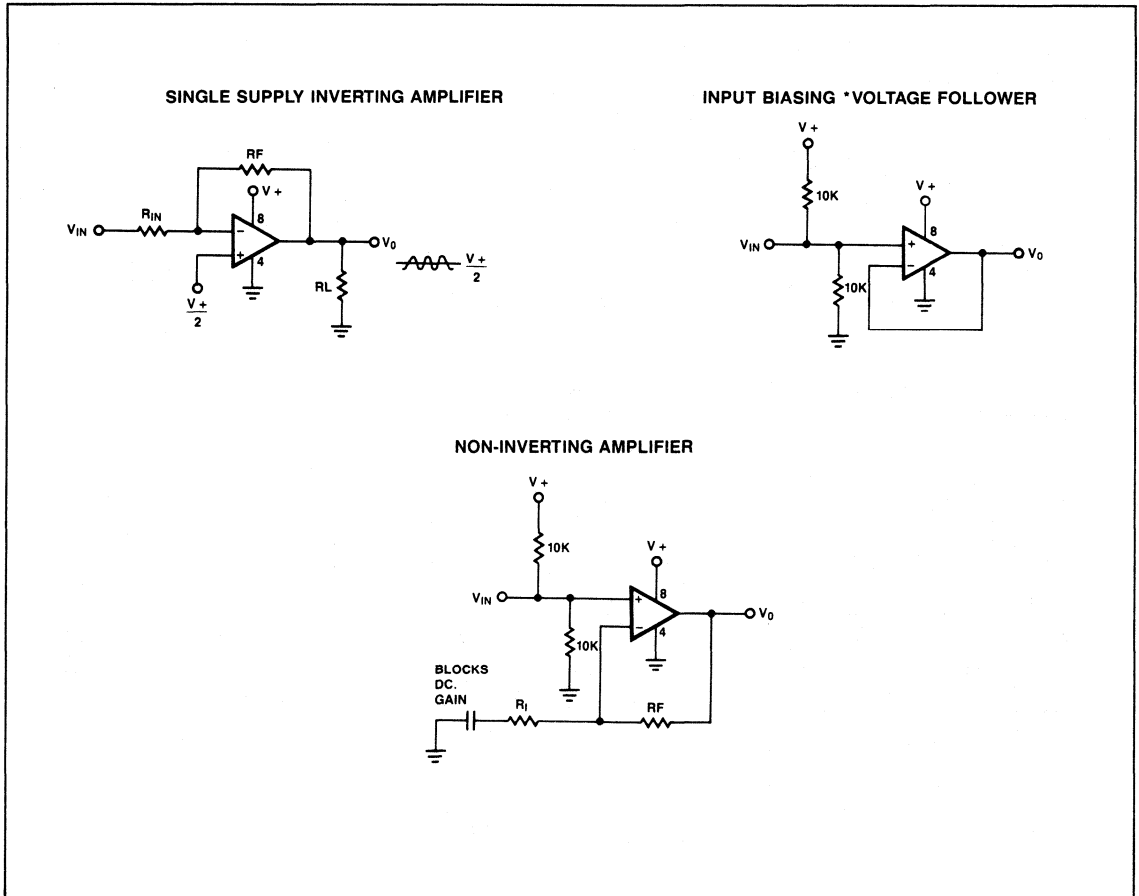 SINGLE SUPPLY INVERTING AMPLIFIER
RF
V +
RIN
8
VIN
−
+
4
V0
RL
V +
2
V +
2
INPUT BIASING *VOLTAGE FOLLOWER
V +
10K
V +
8
VIN
+
−
4
V0
10K
NON-INVERTING AMPLIFIER
V +
10K
V +
8
VIN
+
−
4
V0
10K
BLOCKS
DC.
GAIN
RI
RF